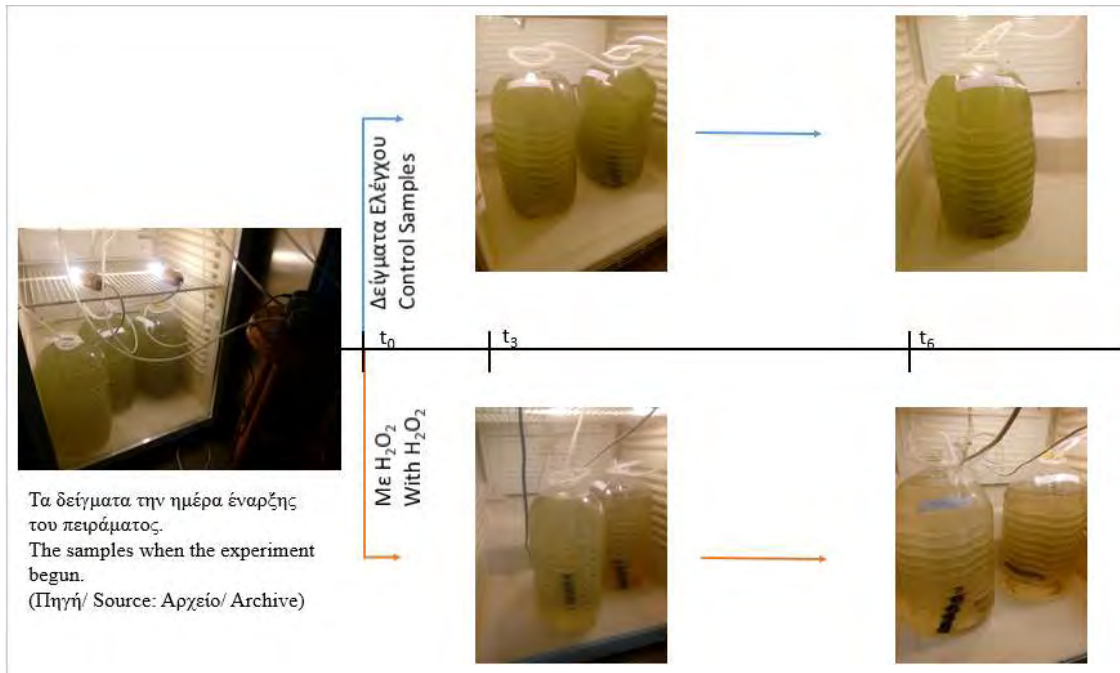 Δείγματα Ελένχου
Control Samples
t₀
t₃
t₆
Με H₂O₂
With H₂O₂
Τα δείγματα την ημέρα έναρξης
του πειράματος.
The samples when the experiment
begun.
(Πηγή/ Source: Αρχείο/ Archive)